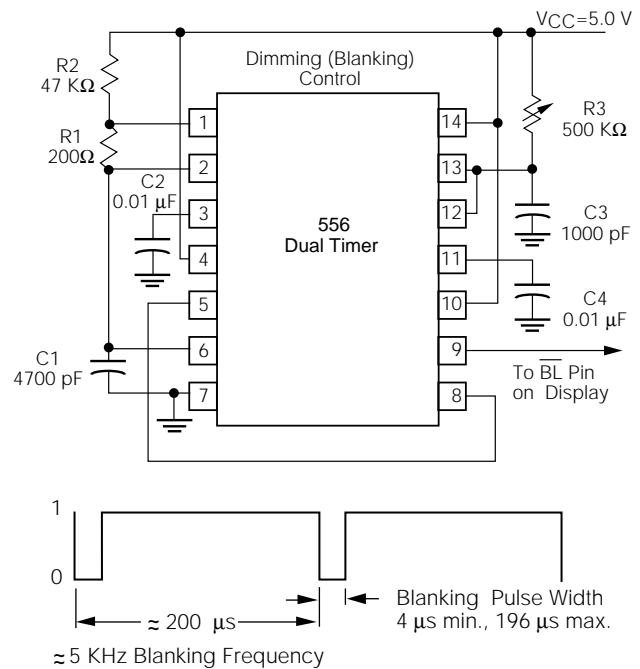 VCC=5.0 V
Dimming (Blanking)
Control
R2
47 KΩ
R1
200Ω
C2
0.01 μF
C1
4700 pF
1
2
3
4
5
6
7
556
Dual Timer
14
13
12
11
10
9
8
R3
500 KΩ
C3
1000 pF
C4
0.01 μF
To B̅L̅ Pin
on Display
1
0
≈ 200 μs
Blanking Pulse Width
4 μs min., 196 μs max.
≈5 KHz Blanking Frequency